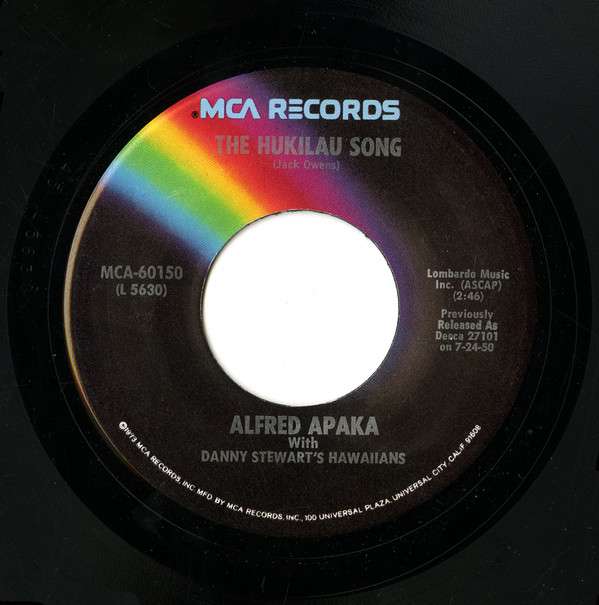 ®MCA RECORDS
THE HUKILAU SONG
(Jack Owens)
MCA-60150
(L 5630)
Lombardo Music
Inc. (ASCAP)
(2:46)
Previously
Released As
Decca 27101
on 7-24-50
ALFRED APAKA
With
DANNY STEWART'S HAWAIIANS
©1973 MCA RECORDS, INC. MFD BY MCA RECORDS, INC., 100 UNIVERSAL PLAZA, UNIVERSAL CITY, CALIF. 91608